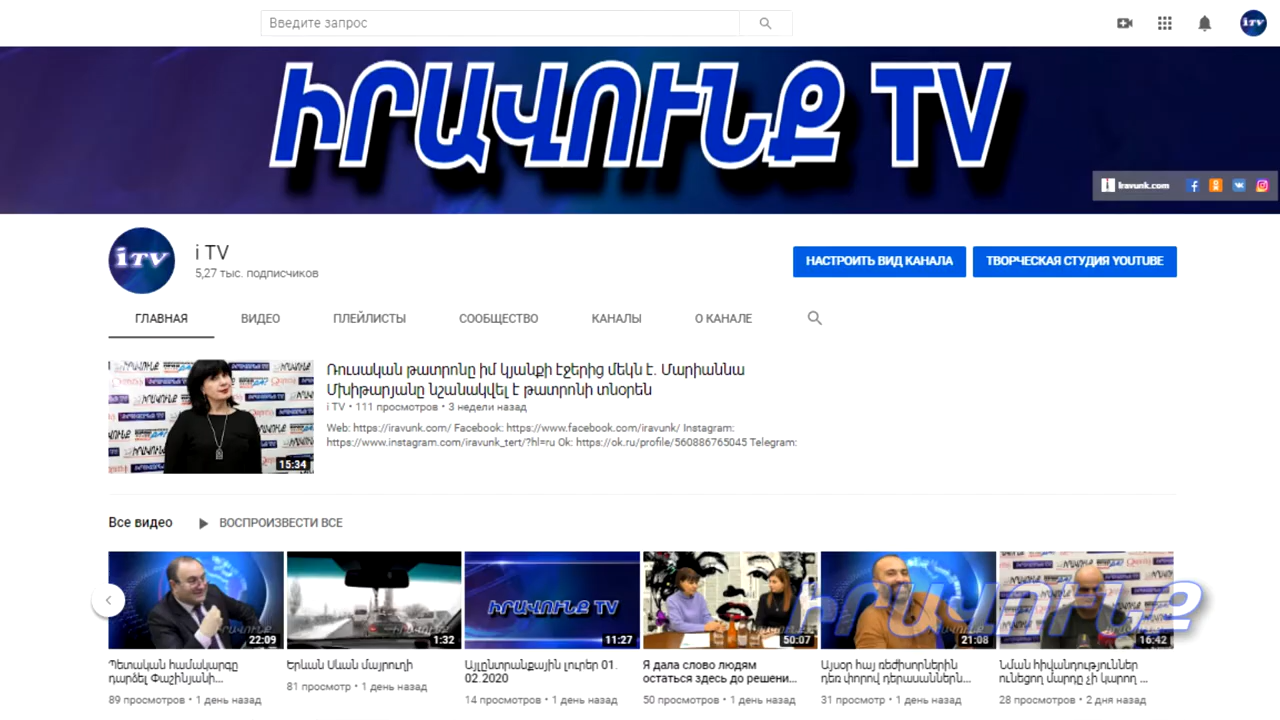 Введите запрос
iTV
ԻՐԱՎՈՒՆՔ TV
Iravunk.com
iTV
i TV
5,27 тыс. подписчиков
НАСТРОИТЬ ВИД КАНАЛА
ТВОРЧЕСКАЯ СТУДИЯ YOUTUBE
ГЛАВНАЯ ВИДЕО ПЛЕЙЛИСТЫ СООБЩЕСТВО КАНАЛЫ О КАНАЛЕ
15:34
Ռուսական թատրոնը իմ կյանքի էջերից մեկն է. Մարիաննա
Մխիթարյանը նշանակվել է թատրոնի տնօրեն
i TV • 111 просмотров • 3 недели назад
Web: https://iravunk.com/ Facebook: https://www.facebook.com/iravunk/ Instagram:
https://www.instagram.com/iravunk_tert/?hl=ru Ok: https://ok.ru/profile/560886765045 Telegram:
Все видео ВОСПРОИЗВЕСТИ ВСЕ
ԻՐԱՎՈՒՆՔ TV
ԻՐԱՎՈՒՆՔ
22:09 1:32 11:27 50:07 21:08 16:42
Պետական համակարգը
դարձել Փաշինյանի...
89 просмотров • 1 день назад
Երևան Սևան մայրուղի
81 просмотр • 1 день назад
Այլընտրանքային լուրեր 01.
02.2020
14 просмотров • 1 день назад
Я дала слово людям
остаться здесь до решени...
50 просмотров • 1 день назад
Այսօր հայ ռեժիսորներին
դեռ փորով դերասաններն...
31 просмотр • 1 день назад
Նման հիվանդություններ
ունեցող մարդը չի կարող ...
28 просмотров • 2 дня назад